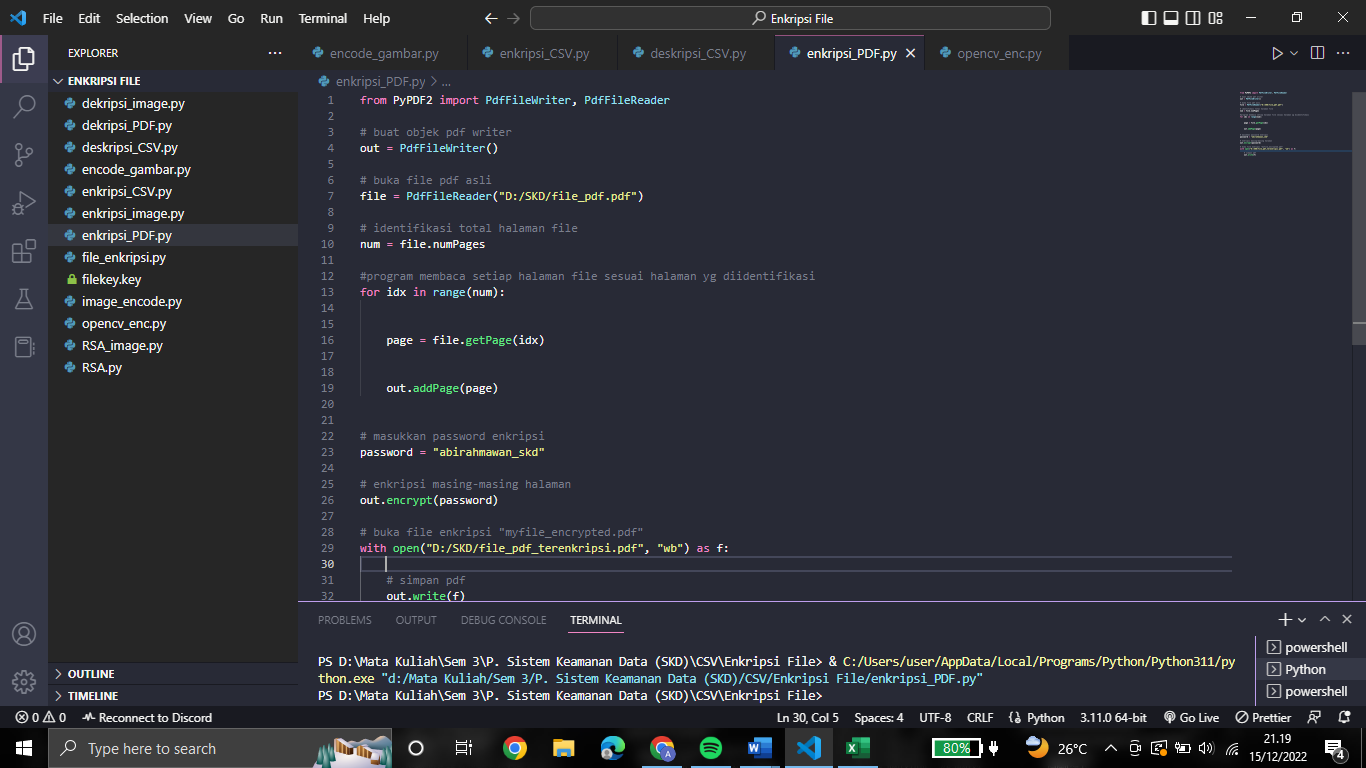 File Edit Selection View Go Run Terminal Help
Enkripsi File
EXPLORER
ENKRIPSI FILE
dekripsi_image.py
dekripsi_PDF.py
deskripsi_CSV.py
encode_gambar.py
enkripsi_CSV.py
enkripsi_image.py
enkripsi_PDF.py
file_enkripsi.py
filekey.key
image_encode.py
opencv_enc.py
RSA_image.py
RSA.py
OUTLINE
TIMELINE
encode_gambar.py enkripsi_CSV.py deskripsi_CSV.py enkripsi_PDF.py opencv_enc.py
enkripsi_PDF.py > ...
1 from PyPDF2 import PdfFileWriter, PdfFileReader
2
3 # buat objek pdf writer
4 out = PdfFileWriter()
5
6 # buka file pdf asli
7 file = PdfFileReader("D:/SKD/file_pdf.pdf")
8
9 # identifikasi total halaman file
10 num = file.numPages
11
12 #program membaca setiap halaman file sesuai halaman yg diidentifikasi
13 for idx in range(num):
14
15
16 page = file.getPage(idx)
17
18
19 out.addPage(page)
20
21
22 # masukkan password enkripsi
23 password = "abirahmawan_skd"
24
25 # enkripsi masing-masing halaman
26 out.encrypt(password)
27
28 # buka file enkripsi "myfile_encrypted.pdf"
29 with open("D:/SKD/file_pdf_terenkripsi.pdf", "wb") as f:
30
31 # simpan pdf
32 out.write(f)
PROBLEMS OUTPUT DEBUG CONSOLE TERMINAL
PS D:\Mata Kuliah\Sem 3\P. Sistem Keamanan Data (SKD)\CSV\Enkripsi File> & C:/Users/user/AppData/Local/Programs/Python/Python311/py
thon.exe "d:/Mata Kuliah/Sem 3/P. Sistem Keamanan Data (SKD)/CSV/Enkripsi File/enkripsi_PDF.py"
PS D:\Mata Kuliah\Sem 3\P. Sistem Keamanan Data (SKD)\CSV\Enkripsi File>
powershell
Python
powershell
0 0 Reconnect to Discord Ln 30, Col 5 Spaces: 4 UTF-8 CRLF Python 3.11.0 64-bit Go Live Prettier
Type here to search
80%
26°C
21.19
15/12/2022
4